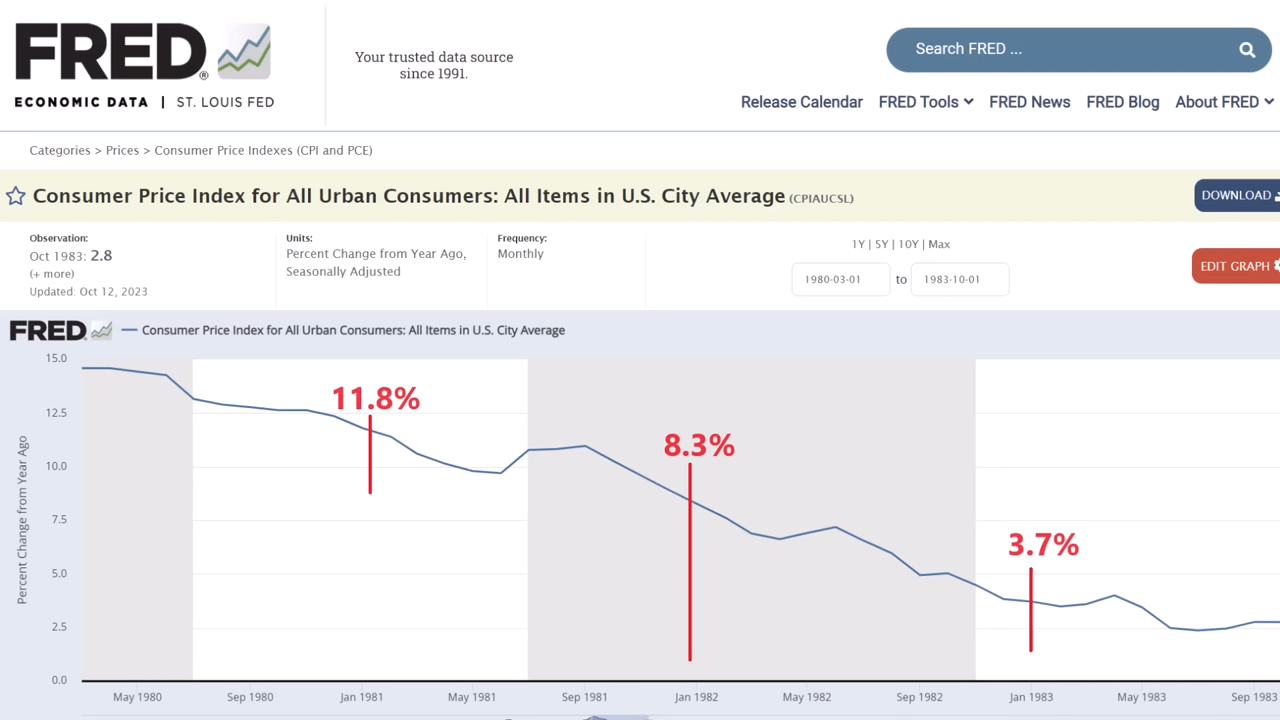 FRED®
ECONOMIC DATA | ST. LOUIS FED
Your trusted data source
since 1991.
Search FRED ...
Release Calendar FRED Tools FRED News FRED Blog About FRED
Categories > Prices > Consumer Price Indexes (CPI and PCE)
Consumer Price Index for All Urban Consumers: All Items in U.S. City Average (CPIAUCSL)
DOWNLOAD
Observation:
Oct 1983: 2.8
(+ more)
Updated: Oct 12, 2023
Units:
Percent Change from Year Ago,
Seasonally Adjusted
Frequency:
Monthly
1Y | 5Y | 10Y | Max
1980-03-01 to 1983-10-01
EDIT GRAPH
FRED Consumer Price Index for All Urban Consumers: All Items in U.S. City Average
Percent Change from Year Ago
15.0
12.5
10.0
7.5
5.0
2.5
0.0
11.8%
8.3%
3.7%
May 1980 Sep 1980 Jan 1981 May 1981 Sep 1981 Jan 1982 May 1982 Sep 1982 Jan 1983 May 1983 Sep 1983